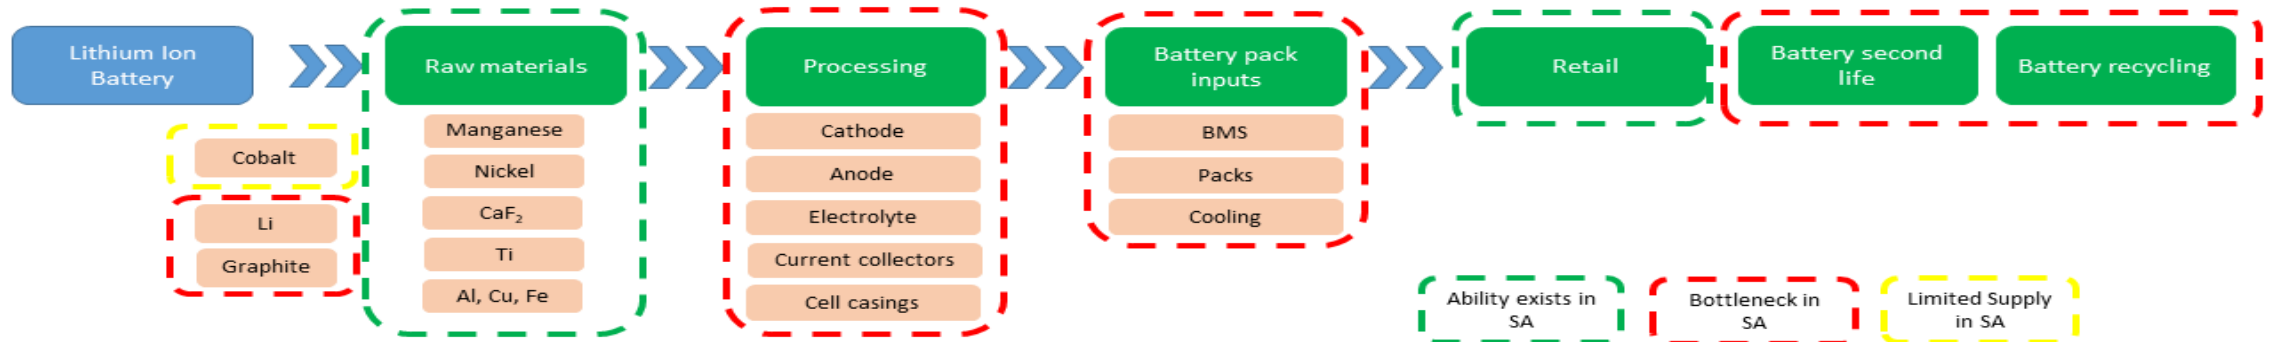 Lithium Ion
Battery
Cobalt
Li
Graphite
Raw materials
Manganese
Nickel
CaF₂
Ti
Al, Cu, Fe
Processing
Cathode
Anode
Electrolyte
Current collectors
Cell casings
Battery pack
inputs
BMS
Packs
Cooling
Retail
Battery second
life
Battery recycling
Ability exists in
SA
Bottleneck in
SA
Limited Supply
in SA